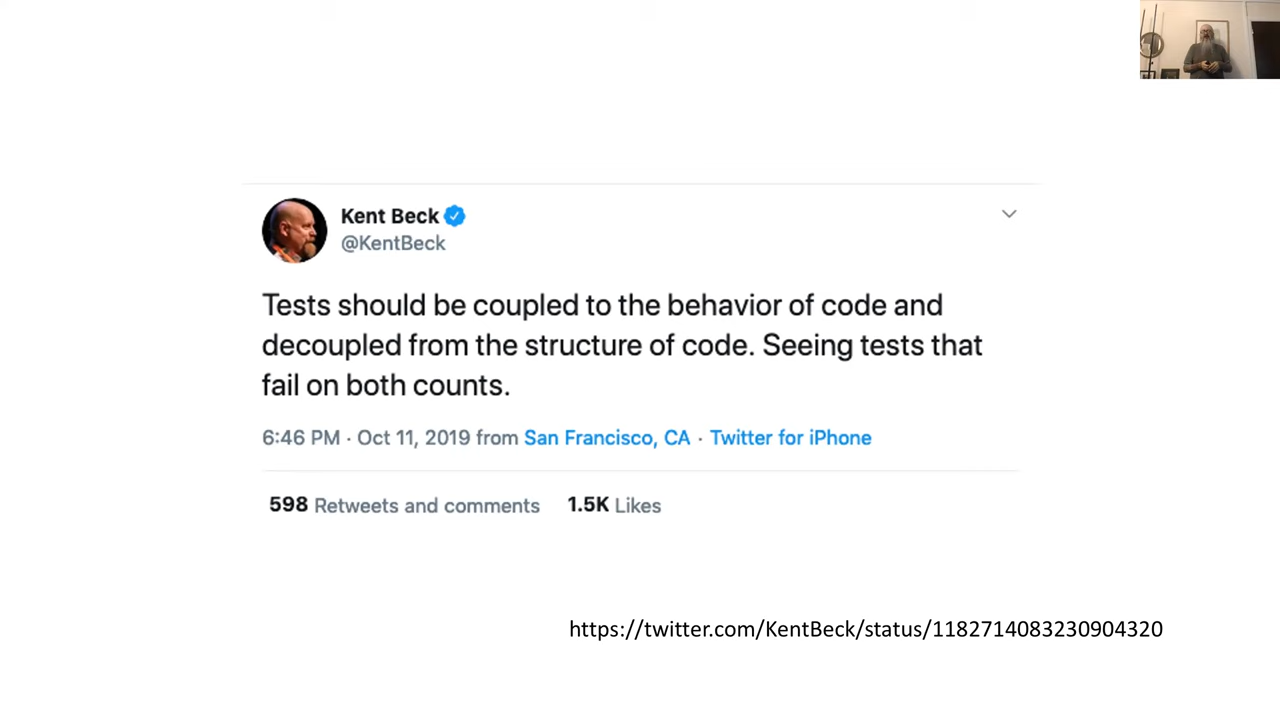 Kent Beck
@KentBeck
Tests should be coupled to the behavior of code and
decoupled from the structure of code. Seeing tests that
fail on both counts.
6:46 PM · Oct 11, 2019 from San Francisco, CA · Twitter for iPhone
598 Retweets and comments 1.5K Likes
https://twitter.com/KentBeck/status/1182714083230904320